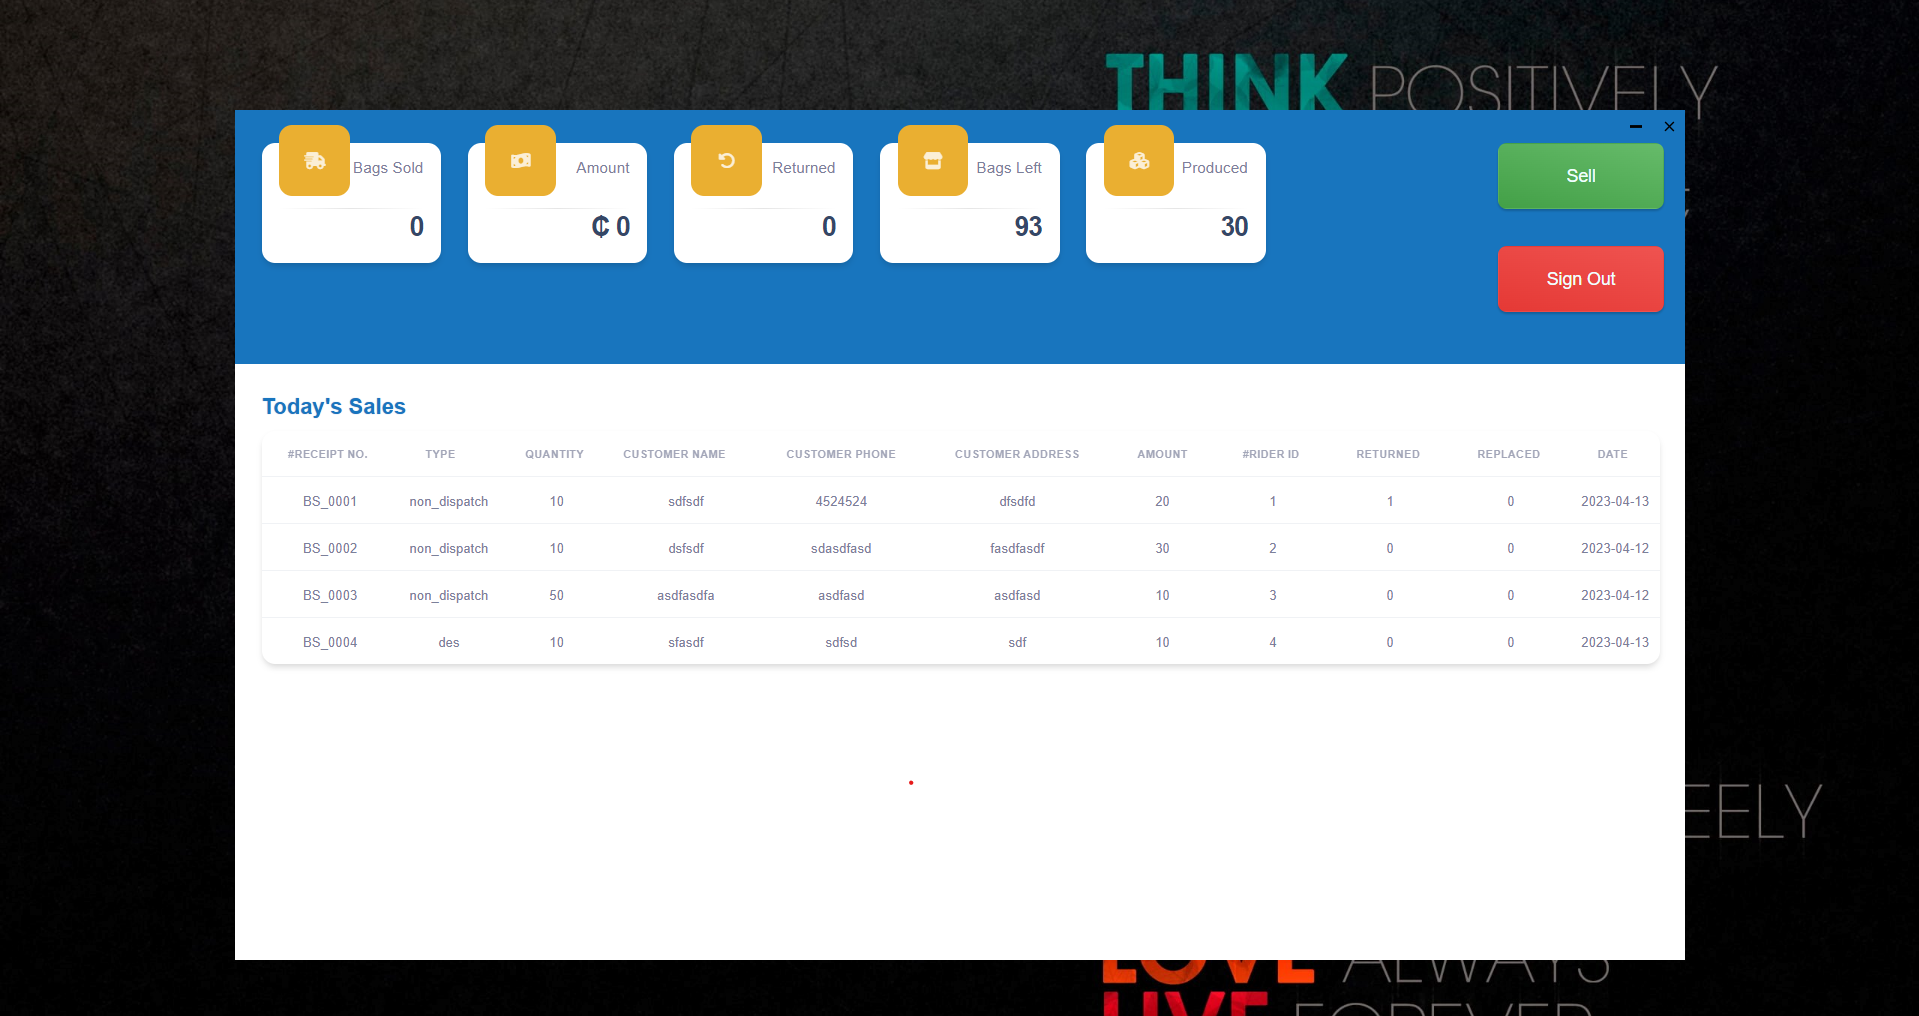 THINK POSITIVELY
Bags Sold
0
Amount
₵ 0
Returned
0
Bags Left
93
Produced
30
Sell
Sign Out
Today's Sales
#RECEIPT NO. TYPE QUANTITY CUSTOMER NAME CUSTOMER PHONE CUSTOMER ADDRESS AMOUNT #RIDER ID RETURNED REPLACED DATE
BS_0001 non_dispatch 10 sdfsdf 4524524 dfsdfd 20 1 1 0 2023-04-13
BS_0002 non_dispatch 10 dsfsdf sdasdfasd fasdfasdf 30 2 0 0 2023-04-12
BS_0003 non_dispatch 50 asdfasdfa asdfasd asdfasd 10 3 0 0 2023-04-12
BS_0004 des 10 sfasdf sdfsd sdf 10 4 0 0 2023-04-13
EELY
LOVE ALWAYS
LIVE FOREVER